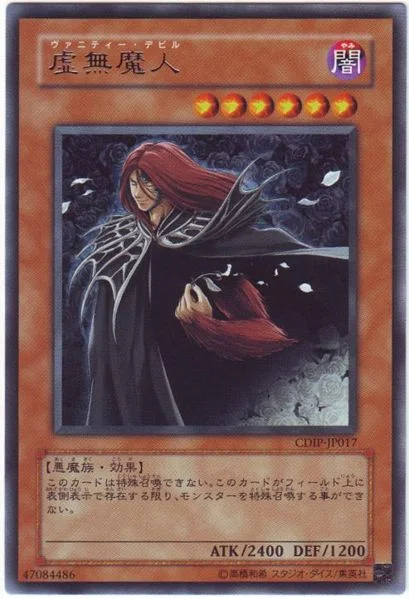 ヴァニティー・デビル
虚無魔人
やみ
闇
CDIP-JP017
【悪魔族・効果】
このカードは特殊召喚できない。このカードがフィールド上に
表側表示で存在する限り、モンスターを特殊召喚する事ができ
ない。
ATK/2400 DEF/1200
47084486
©高橋和希 スタジオ・ダイス/集英社